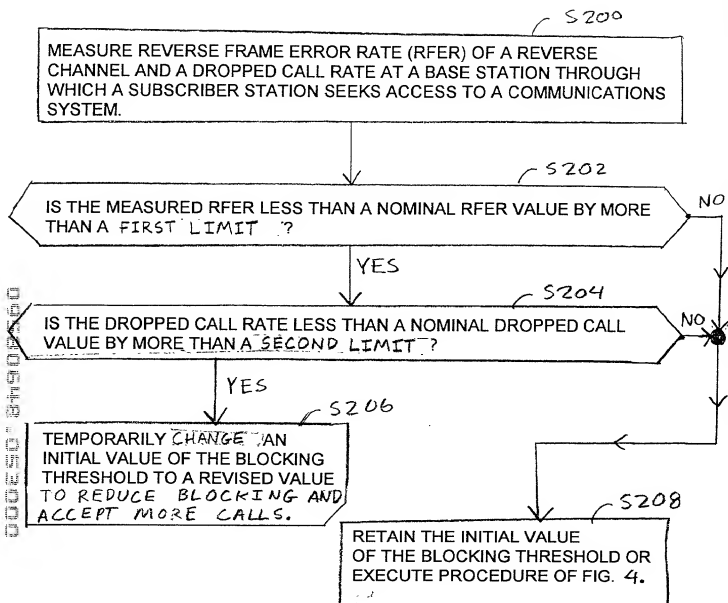 S200
MEASURE REVERSE FRAME ERROR RATE (RFER) OF A REVERSE
CHANNEL AND A DROPPED CALL RATE AT A BASE STATION THROUGH
WHICH A SUBSCRIBER STATION SEEKS ACCESS TO A COMMUNICATIONS
SYSTEM.
S202
IS THE MEASURED RFER LESS THAN A NOMINAL RFER VALUE BY MORE
THAN A FIRST LIMIT ?
NO
YES
S204
IS THE DROPPED CALL RATE LESS THAN A NOMINAL DROPPED CALL
VALUE BY MORE THAN A SECOND LIMIT ?
NO
YES
S206
TEMPORARILY CHANGE AN
INITIAL VALUE OF THE BLOCKING
THRESHOLD TO A REVISED VALUE
TO REDUCE BLOCKING AND
ACCEPT MORE CALLS.
S208
RETAIN THE INITIAL VALUE
OF THE BLOCKING THRESHOLD OR
EXECUTE PROCEDURE OF FIG. 4.